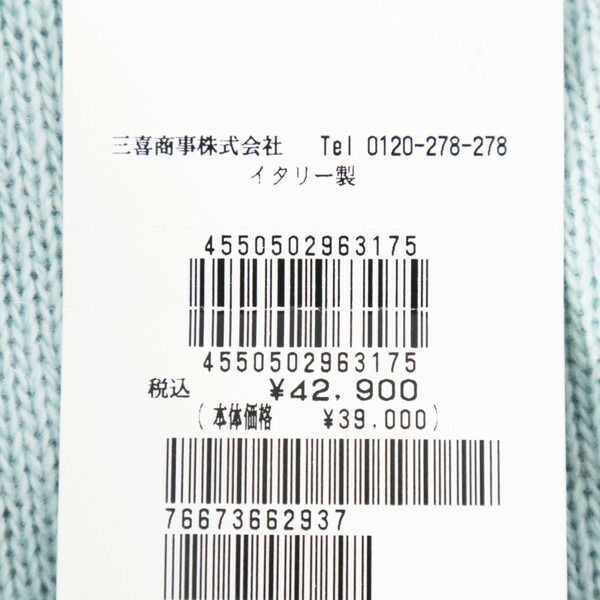 三喜商事株式会社 Tel 0120-278-278
イタリー製
4550502963175
4550502963175
税込 ¥42,900
(本体価格 ¥39,000)
76673662937